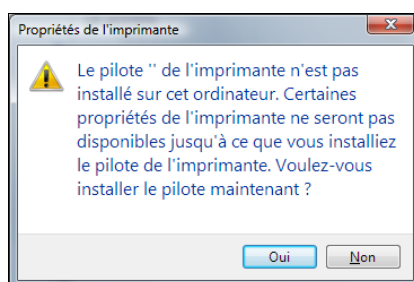 Propriétés de l'imprimante
Le pilote '' de l'imprimante n'est pas
installé sur cet ordinateur. Certaines
propriétés de l'imprimante ne seront pas
disponibles jusqu'à ce que vous installiez
le pilote de l'imprimante. Voulez-vous
installer le pilote maintenant ?
Oui Non